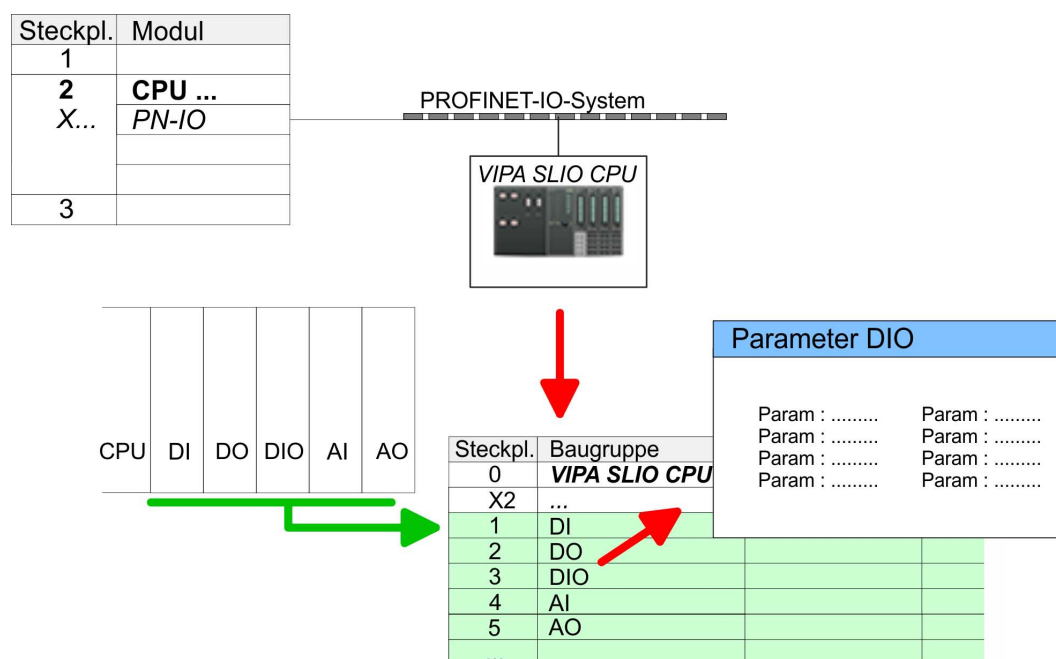 Steckpl. Modul
1
2 CPU ...
X... PN-IO
3
PROFINET-IO-System
VIPA SLIO CPU
CPU DI DO DIO AI AO
Parameter DIO
Param : ......... Param : .........
Param : ......... Param : .........
Param : ......... Param : .........
Param : ......... Param : .........
Steckpl. Baugruppe
0 VIPA SLIO CPU
X2 ...
1 DI
2 DO
3 DIO
4 AI
5 AO
...